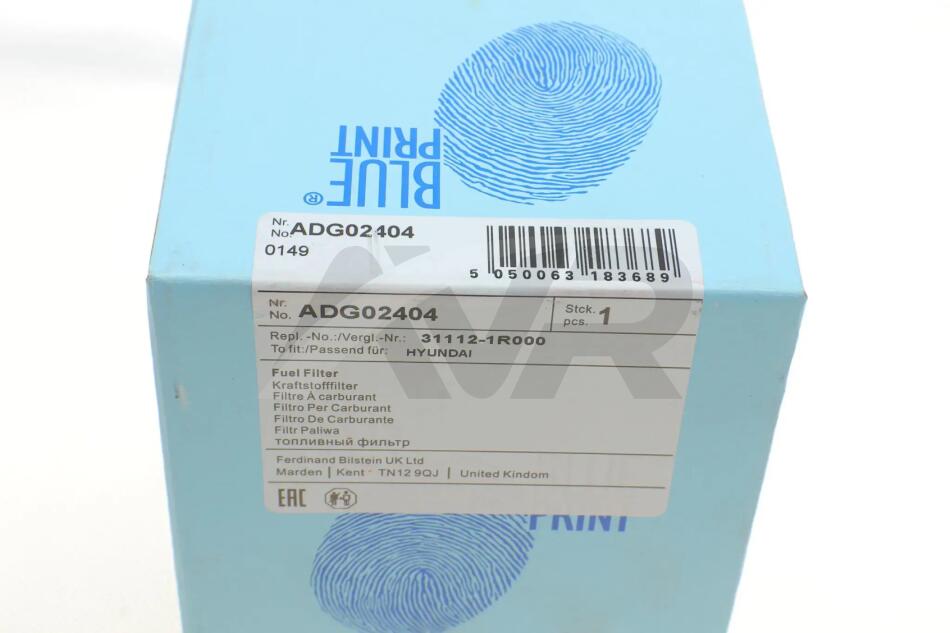 BLUE
PRINT
®
Nr.
No. ADG02404
0149
5 050063 183689
Nr.
No. ADG02404
Stck.
pcs. 1
Repl. -No.:/Vergl.-Nr.: 31112-1R000
To fit:/Passend für: HYUNDAI
Fuel Filter
Kraftstofffilter
Filtre À carburant
Filtro Per Carburant
Filtro De Carburante
Filtr Paliwa
топливный фильтр
Ferdinand Bilstein UK Ltd
Marden | Kent TN12 9QJ | United Kindom
EAC
PRINT
AVR